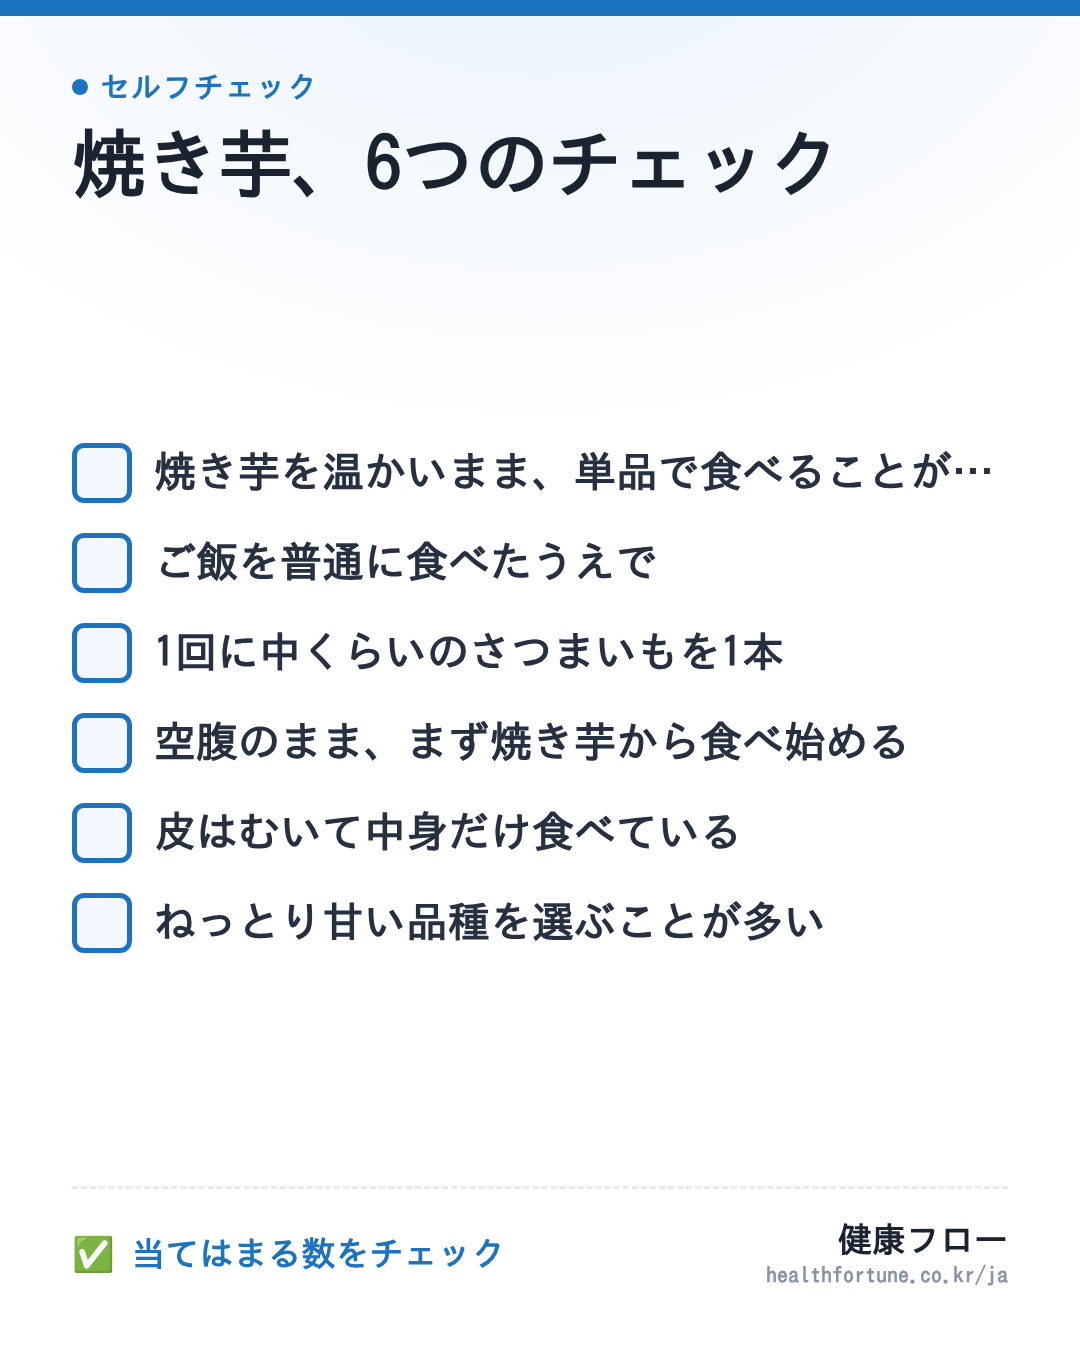 セルフチェック
焼き芋、6つのチェック
焼き芋を温かいまま、単品で食べることが…
ご飯を普通に食べたうえで
1回に中くらいのさつまいもを1本
空腹のまま、まず焼き芋から食べ始める
皮はむいて中身だけ食べている
ねっとり甘い品種を選ぶことが多い
✅ 当てはまる数をチェック
健康フロー
healthfortune.co.kr/ja